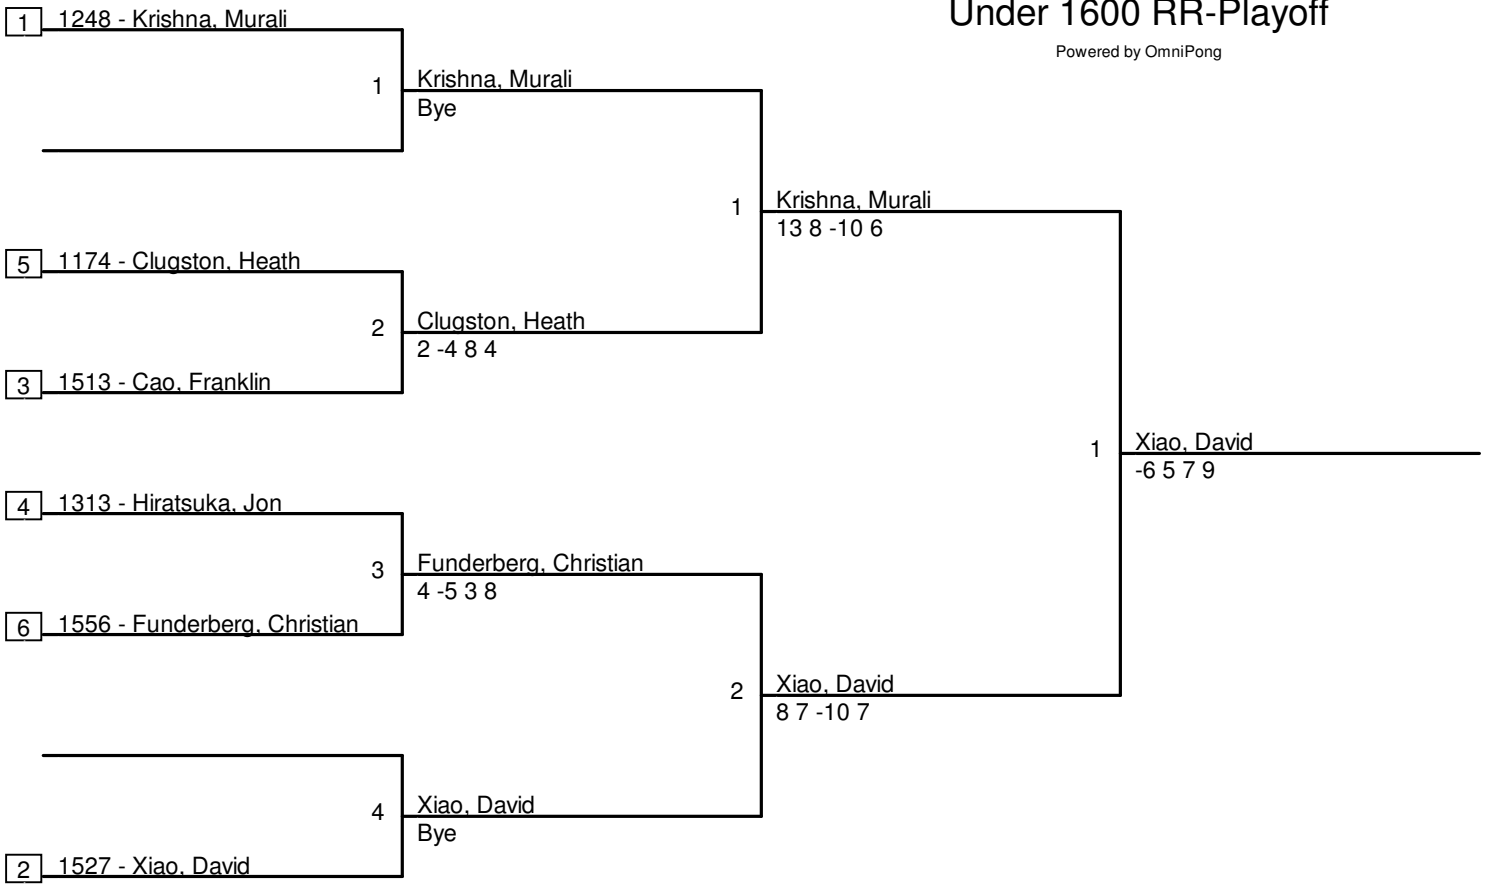 Under 1600 RR-Playoff
Powered by OmniPong
1 1248 - Krishna, Murali
1 Krishna, Murali
Bye
1 Krishna, Murali
13 8 -10 6
5 1174 - Clugston, Heath
2 Clugston, Heath
2 -4 8 4
3 1513 - Cao, Franklin
1 Xiao, David
-6 5 7 9
4 1313 - Hiratsuka, Jon
3 Funderberg, Christian
4 -5 3 8
6 1556 - Funderberg, Christian
2 Xiao, David
8 7 -10 7
4 Xiao, David
Bye
2 1527 - Xiao, David